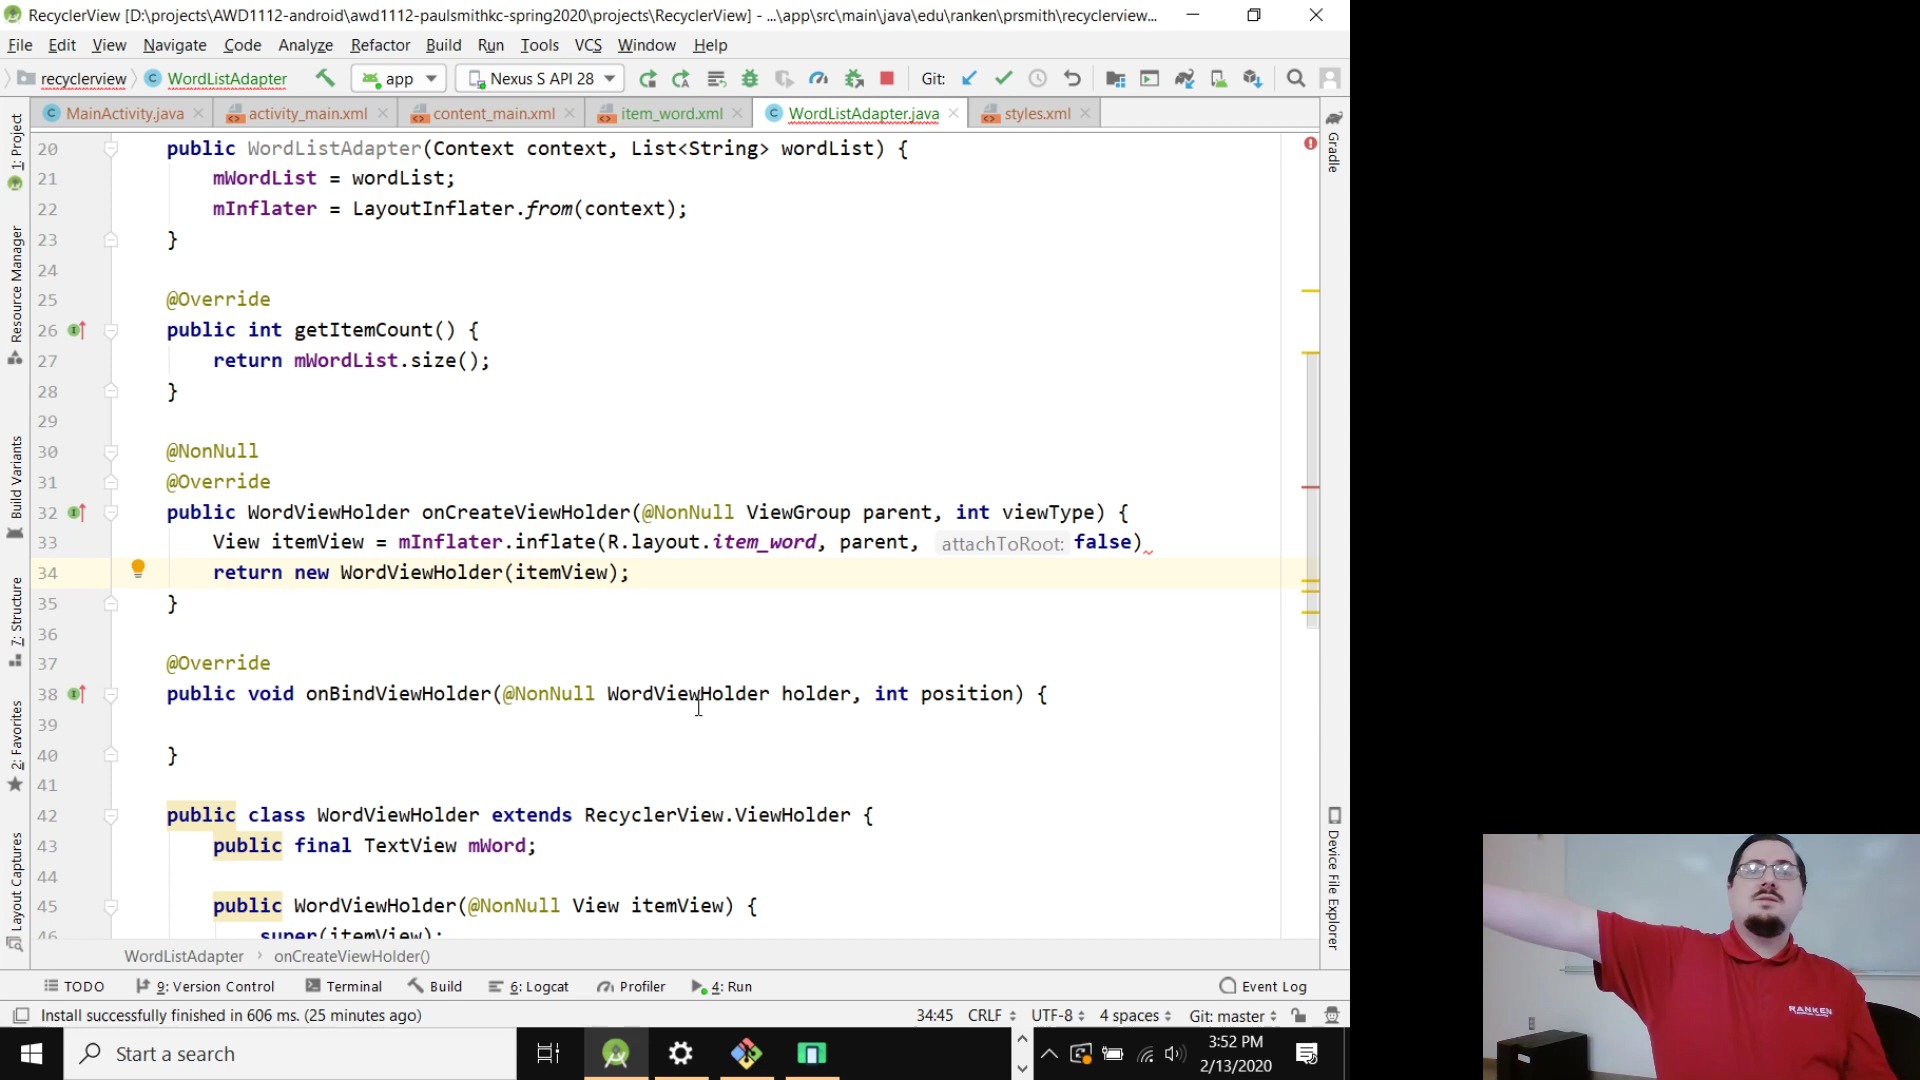 RecyclerView [D:\projects\AWD1112-android\awd1112-paulsmithkc-spring2020\projects\RecyclerView] - ...\app\src\main\java\edu\ranken\prsmith\recyclerview...
File Edit View Navigate Code Analyze Refactor Build Run Tools VCS Window Help
recyclerview WordListAdapter app Nexus S API 28 Git:
MainActivity.java activity_main.xml content_main.xml item_word.xml WordListAdapter.java styles.xml
1: Project
Resource Manager
Build Variants
7: Structure
2: Favorites
Layout Captures
Gradle
Device File Explorer
20 public WordListAdapter(Context context, List<String> wordList) {
21 mWordList = wordList;
22 mInflater = LayoutInflater.from(context);
23 }
24
25 @Override
26 public int getItemCount() {
27 return mWordList.size();
28 }
29
30 @NonNull
31 @Override
32 public WordViewHolder onCreateViewHolder(@NonNull ViewGroup parent, int viewType) {
33 View itemView = mInflater.inflate(R.layout.item_word, parent, attachToRoot: false)
34 return new WordViewHolder(itemView);
35 }
36
37 @Override
38 public void onBindViewHolder(@NonNull WordViewHolder holder, int position) {
39
40 }
41
42 public class WordViewHolder extends RecyclerView.ViewHolder {
43 public final TextView mWord;
44
45 public WordViewHolder(@NonNull View itemView) {
46 super(itemView);
WordListAdapter › onCreateViewHolder()
TODO 9: Version Control Terminal Build 6: Logcat Profiler 4: Run Event Log
Install successfully finished in 606 ms. (25 minutes ago) 34:45 CRLF UTF-8 4 spaces Git: master
Start a search
3:52 PM
2/13/2020
RANKEN